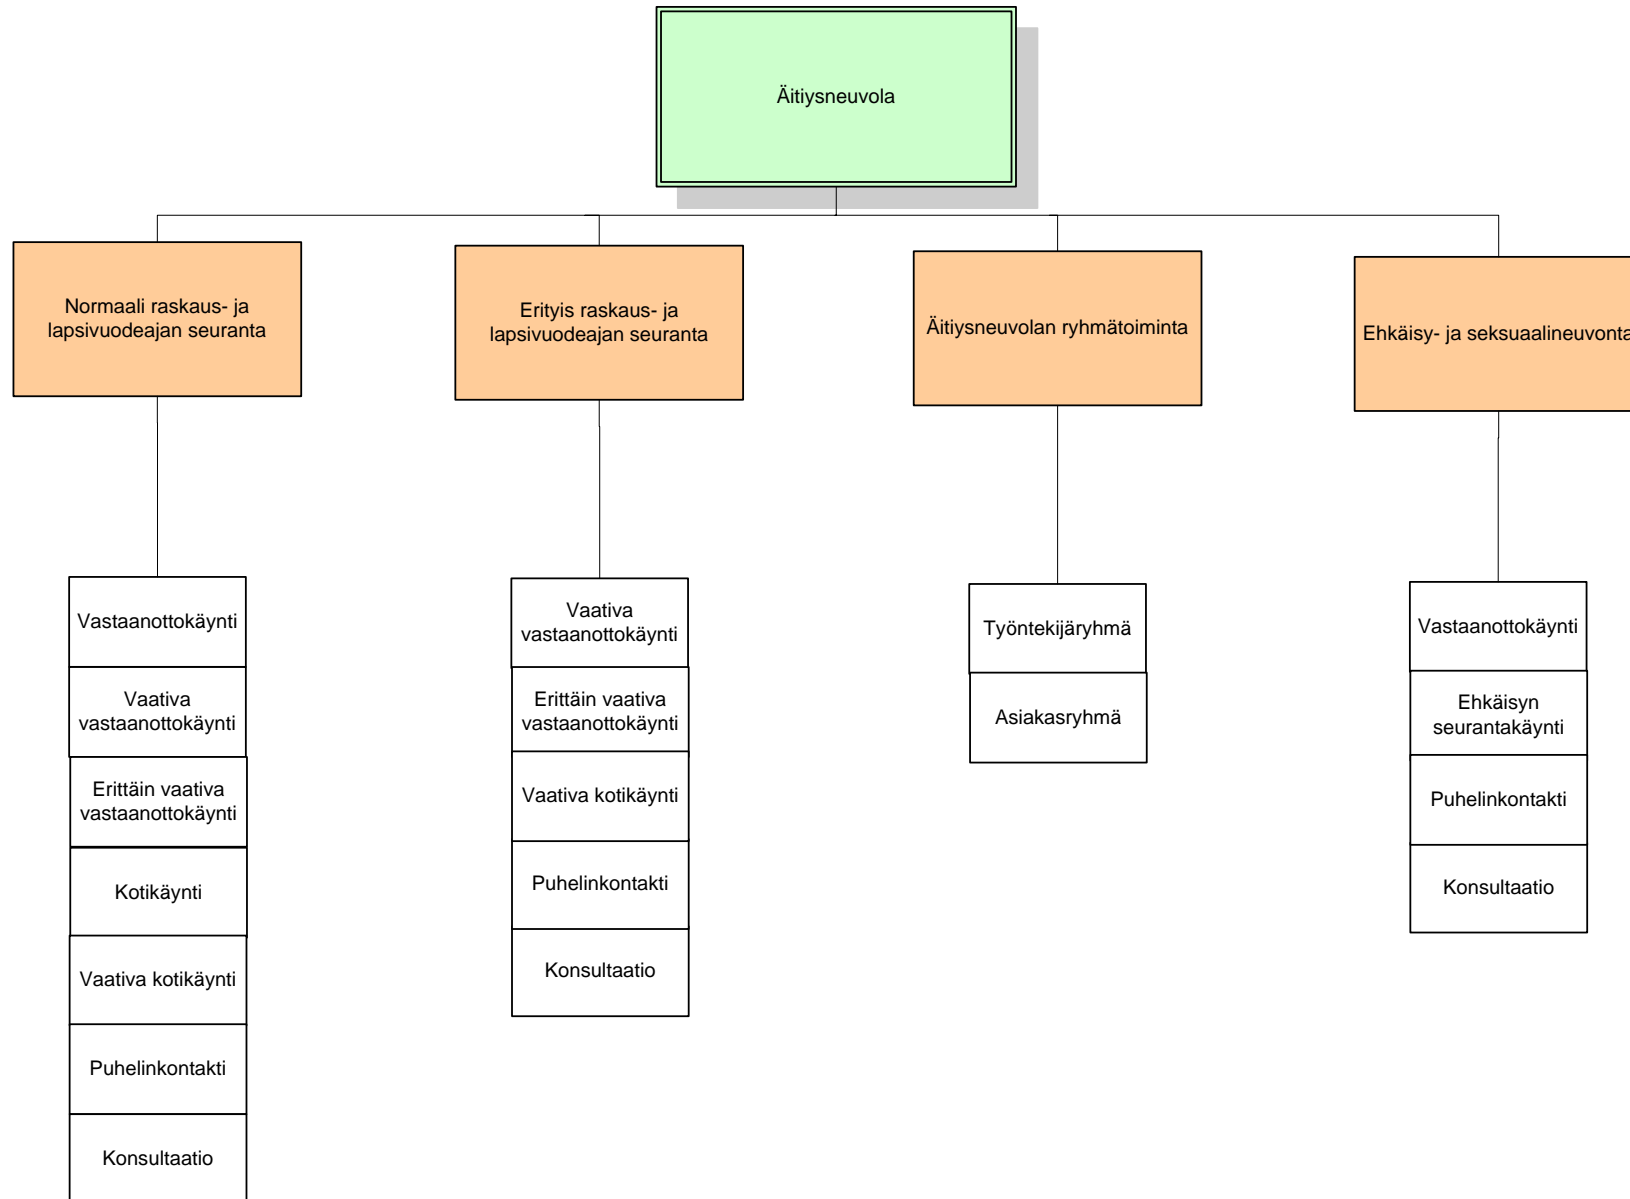 Äitiysneuvola
Normaali raskaus- ja
lapsivuodeajan seuranta
Erityis raskaus- ja
lapsivuodeajan seuranta
Äitiysneuvolan ryhmätoiminta
Ehkäisy- ja seksuaalineuvonta
Vastaanottokäynti
Vaativa
vastaanottokäynti
Erittäin vaativa
vastaanottokäynti
Kotikäynti
Vaativa kotikäynti
Puhelinkontakti
Konsultaatio
Vaativa
vastaanottokäynti
Erittäin vaativa
vastaanottokäynti
Vaativa kotikäynti
Puhelinkontakti
Konsultaatio
Työntekijäryhmä
Asiakasryhmä
Vastaanottokäynti
Ehkäisyn
seurantakäynti
Puhelinkontakti
Konsultaatio